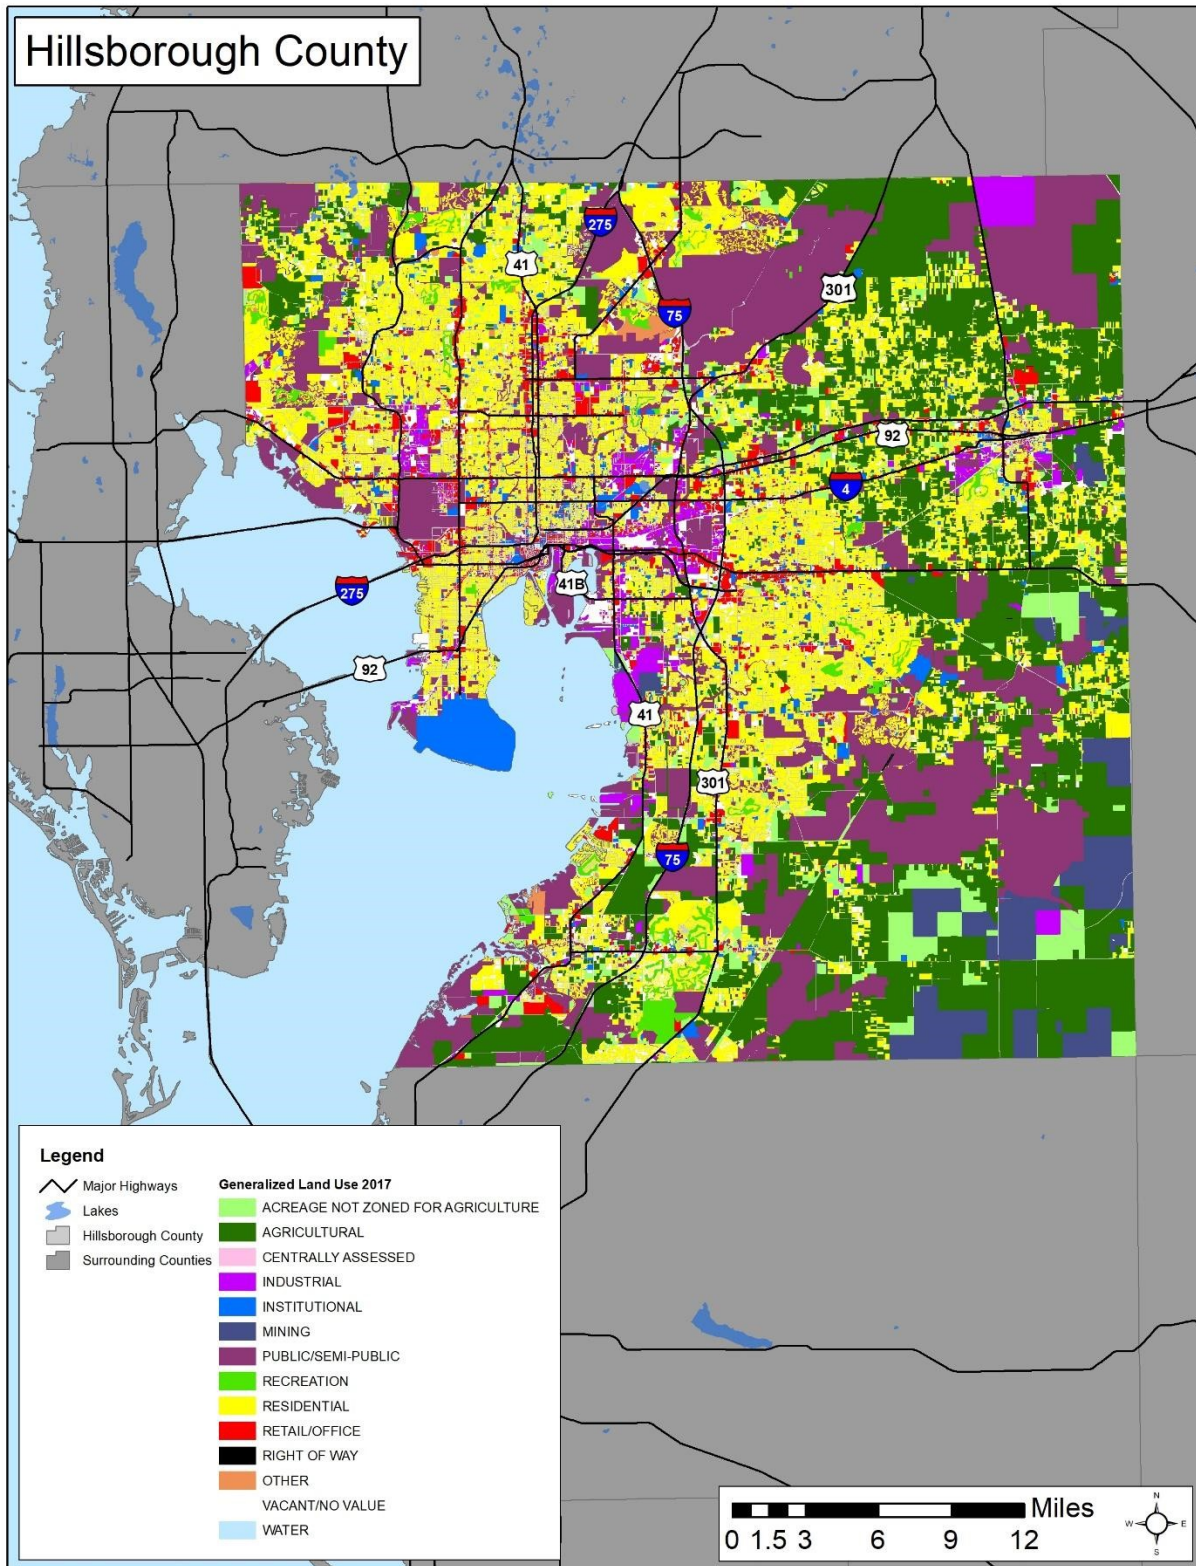 Hillsborough County
275
41
301
75
92
4
41B
275
92
41
301
75
Legend
Major Highways
Lakes
Hillsborough County
Surrounding Counties
Generalized Land Use 2017
ACREAGE NOT ZONED FOR AGRICULTURE
AGRICULTURAL
CENTRALLY ASSESSED
INDUSTRIAL
INSTITUTIONAL
MINING
PUBLIC/SEMI-PUBLIC
RECREATION
RESIDENTIAL
RETAIL/OFFICE
RIGHT OF WAY
OTHER
VACANT/NO VALUE
WATER
Miles
0 1.5 3 6 9 12
N
W E
S